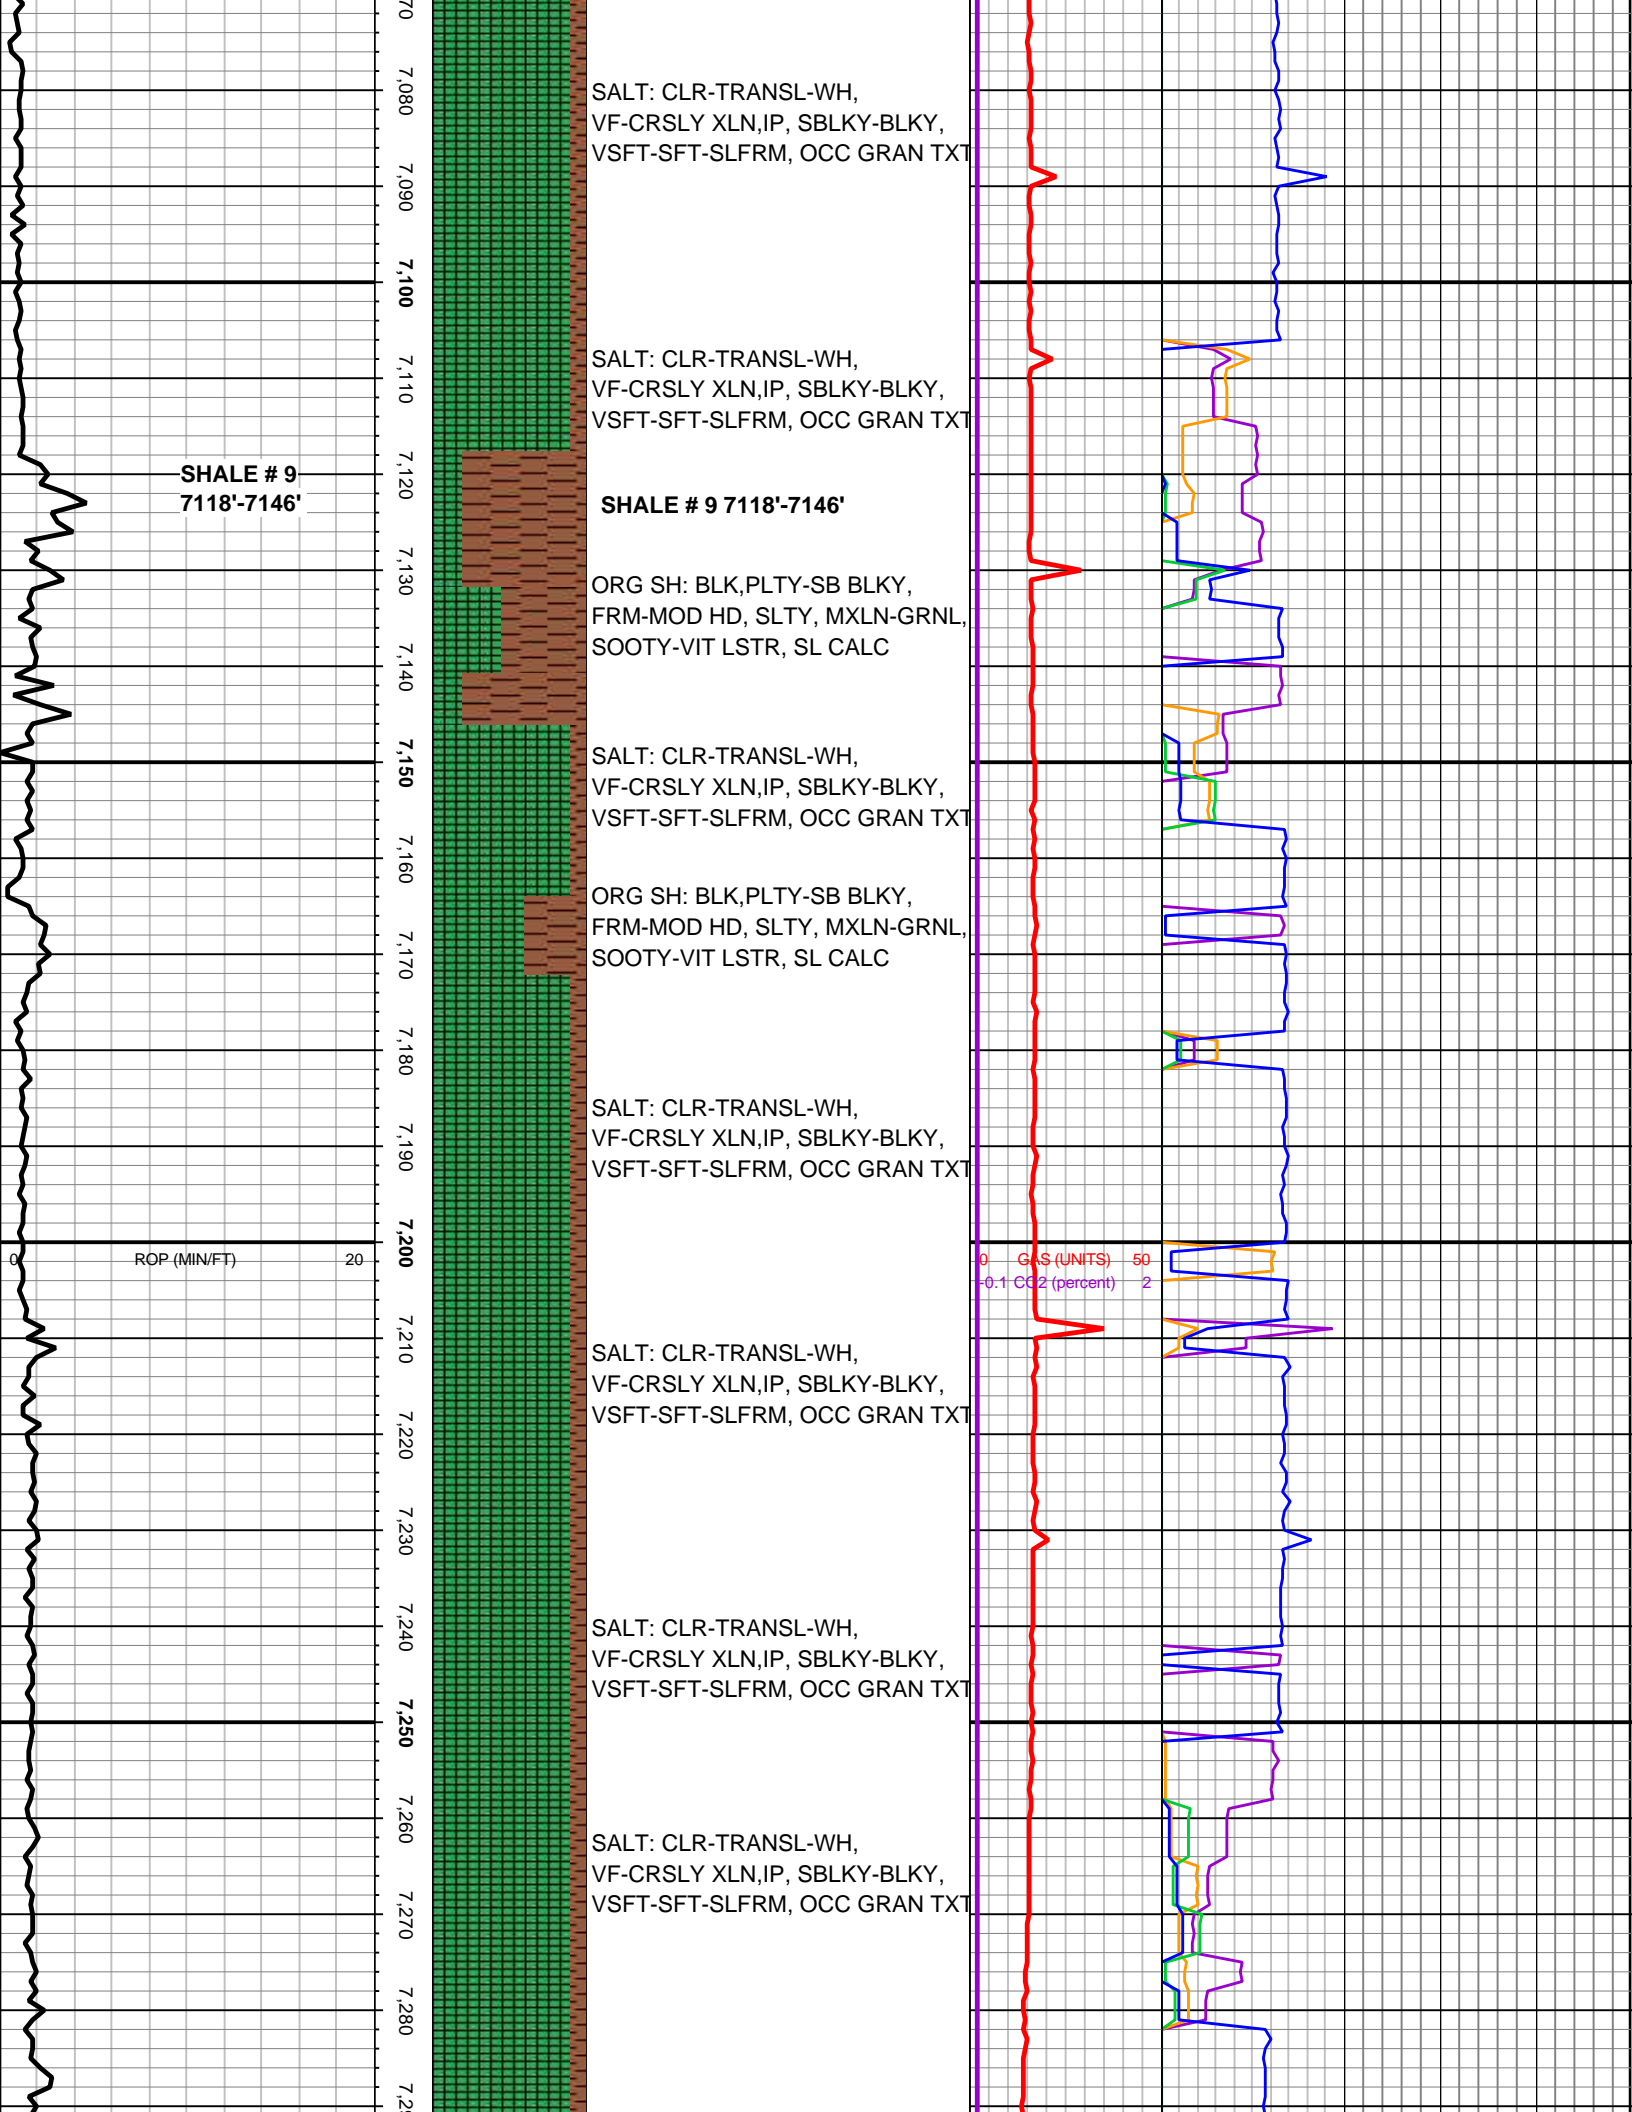 70
7,080
SALT: CLR-TRANSL-WH,
VF-CRSLY XLN,IP, SBLKY-BLKY,
VSFT-SFT-SLFRM, OCC GRAN TXT
7,090
7,100
SALT: CLR-TRANSL-WH,
VF-CRSLY XLN,IP, SBLKY-BLKY,
VSFT-SFT-SLFRM, OCC GRAN TXT
7,110
SHALE # 9
7118'-7146'
7,120
SHALE # 9 7118'-7146'
7,130
ORG SH: BLK,PLTY-SB BLKY,
FRM-MOD HD, SLTY, MXLN-GRNL,
SOOTY-VIT LSTR, SL CALC
7,140
7,150
SALT: CLR-TRANSL-WH,
VF-CRSLY XLN,IP, SBLKY-BLKY,
VSFT-SFT-SLFRM, OCC GRAN TXT
7,160
ORG SH: BLK,PLTY-SB BLKY,
FRM-MOD HD, SLTY, MXLN-GRNL,
SOOTY-VIT LSTR, SL CALC
7,170
7,180
SALT: CLR-TRANSL-WH,
VF-CRSLY XLN,IP, SBLKY-BLKY,
VSFT-SFT-SLFRM, OCC GRAN TXT
7,190
7,200
0 ROP (MIN/FT) 20
0 GAS (UNITS) 50
-0.1 CO2 (percent) 2
7,210
SALT: CLR-TRANSL-WH,
VF-CRSLY XLN,IP, SBLKY-BLKY,
VSFT-SFT-SLFRM, OCC GRAN TXT
7,220
7,230
7,240
SALT: CLR-TRANSL-WH,
VF-CRSLY XLN,IP, SBLKY-BLKY,
VSFT-SFT-SLFRM, OCC GRAN TXT
7,250
7,260
SALT: CLR-TRANSL-WH,
VF-CRSLY XLN,IP, SBLKY-BLKY,
VSFT-SFT-SLFRM, OCC GRAN TXT
7,270
7,280